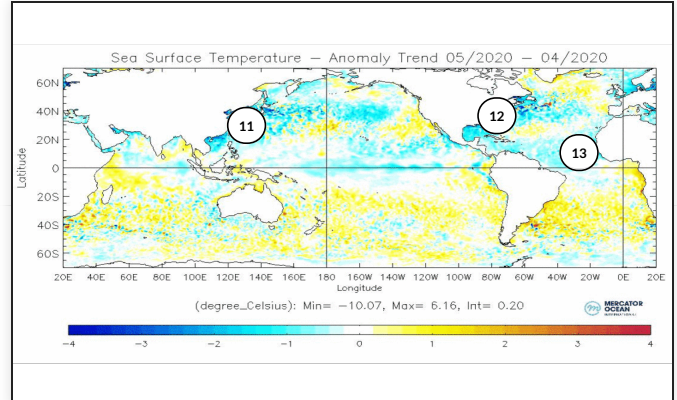 Sea Surface Temperature − Anomaly Trend 05/2020 − 04/2020
60N
40N
20N
0
20S
40S
60S
Latitude
11
12
13
20E 40E 60E 80E 100E 120E 140E 160E 180 160W 140W 120W 100W 80W 60W 40W 20W 0E 20E
Longitude
(degree_Celsius): Min= −10.07, Max= 6.16, Int= 0.20
MERCATOR
OCEAN
−4 −3 −2 −1 0 1 2 3 4